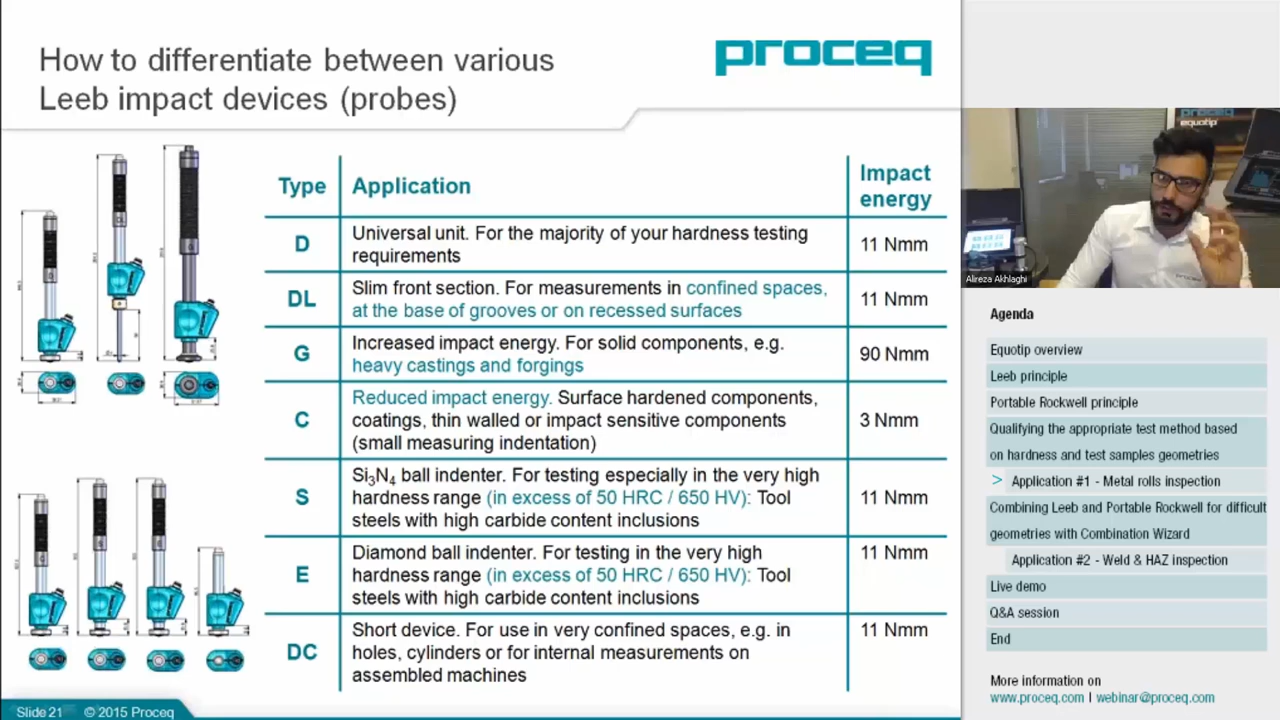 How to differentiate between various
Leeb impact devices (probes)
proceq
Type
Application
Impact
energy
D
Universal unit. For the majority of your hardness testing
requirements
11 Nmm
DL
Slim front section. For measurements in confined spaces,
at the base of grooves or on recessed surfaces
11 Nmm
G
Increased impact energy. For solid components, e.g.
heavy castings and forgings
90 Nmm
C
Reduced impact energy. Surface hardened components,
coatings, thin walled or impact sensitive components
(small measuring indentation)
3 Nmm
S
Si3N4 ball indenter. For testing especially in the very high
hardness range (in excess of 50 HRC / 650 HV): Tool
steels with high carbide content inclusions
11 Nmm
E
Diamond ball indenter. For testing in the very high
hardness range (in excess of 50 HRC / 650 HV): Tool
steels with high carbide content inclusions
11 Nmm
DC
Short device. For use in very confined spaces, e.g. in
holes, cylinders or for internal measurements on
assembled machines
11 Nmm
Slide 21 © 2015 Proceq
proceq
equotip
Alireza Akhlaghi
Agenda
Equotip overview
Leeb principle
Portable Rockwell principle
Qualifying the appropriate test method based
on hardness and test samples geometries
> Application #1 - Metal rolls inspection
Combining Leeb and Portable Rockwell for difficult
geometries with Combination Wizard
Application #2 - Weld & HAZ inspection
Live demo
Q&A session
End
More information on
www.proceq.com | webinar@proceq.com